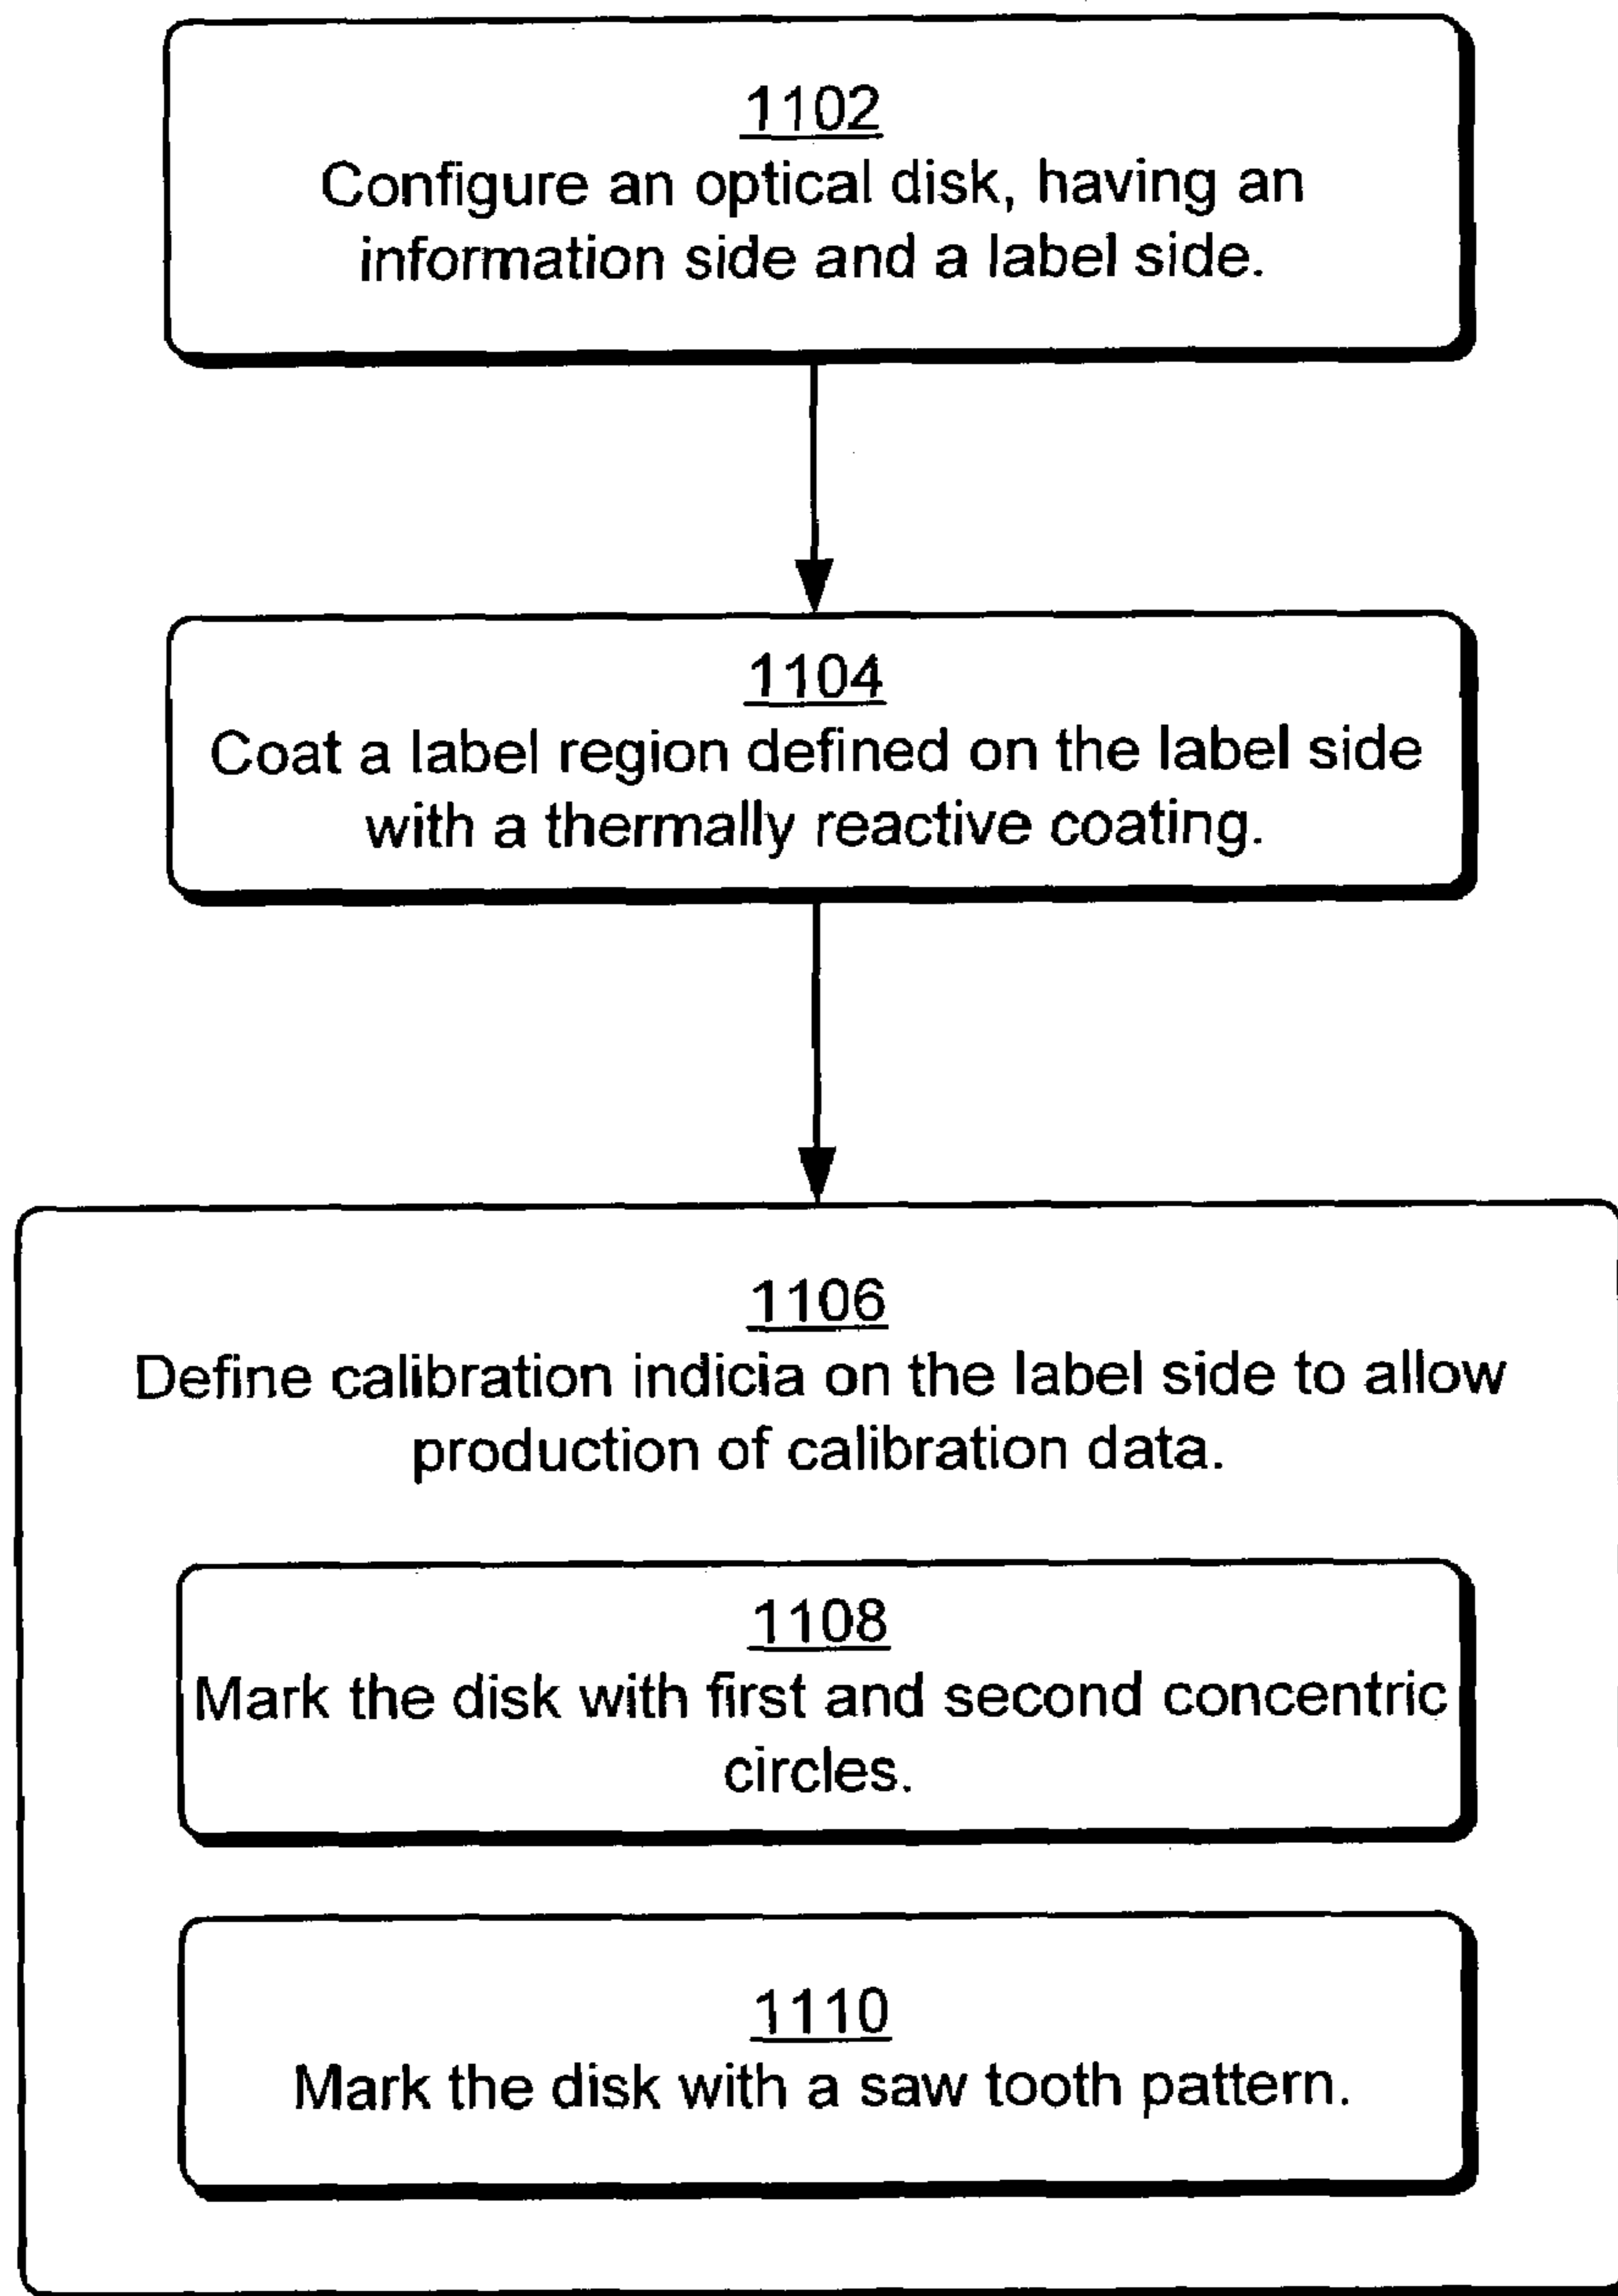 1102
Configure an optical disk, having an
information side and a label side.
1104
Coat a label region defined on the label side
with a thermally reactive coating.
1106
Define calibration indicia on the label side to allow
production of calibration data.
1108
Mark the disk with first and second concentric
circles.
1110
Mark the disk with a saw tooth pattern.